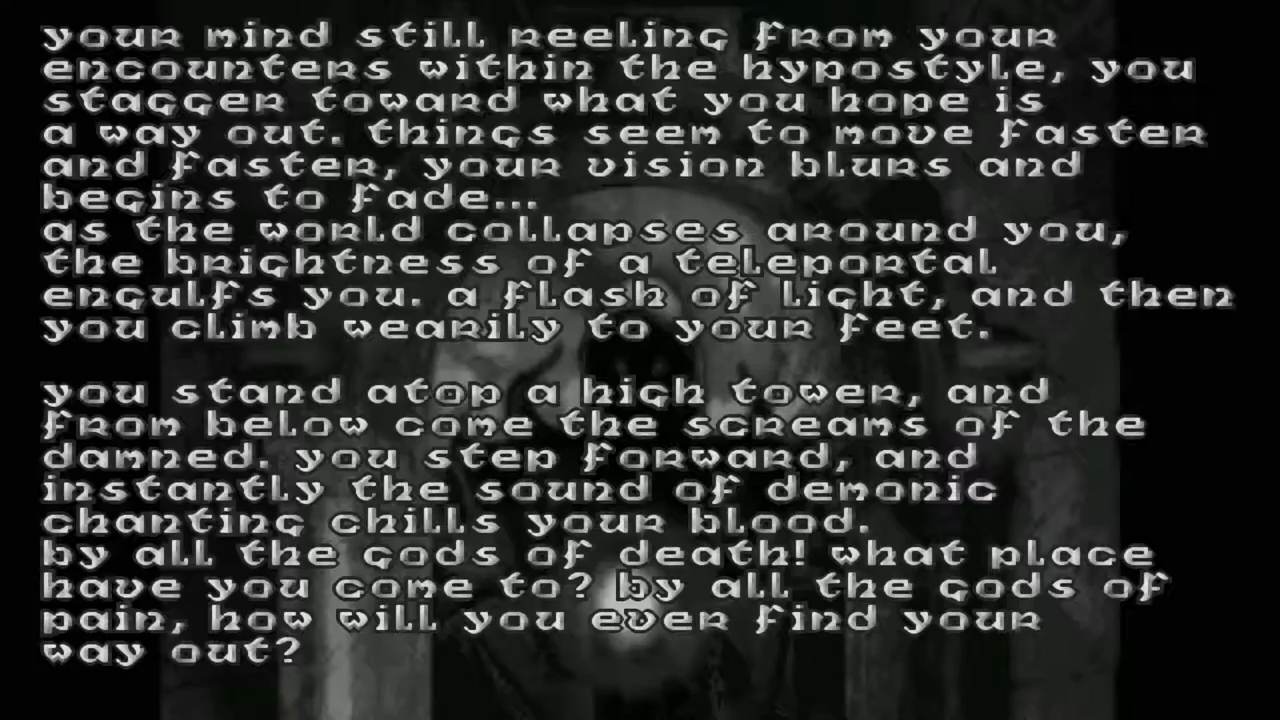 your mind still reeling from your
encounters within the hypostyle, you
stagger toward what you hope is
a way out. things seem to move faster
and faster, your vision blurs and
begins to fade...
as the world collapses around you,
the brightness of a teleportal
engulfs you. a flash of light, and then
you climb wearily to your feet.

you stand atop a high tower, and
from below come the screams of the
damned. you step forward, and
instantly the sound of demonic
chanting chills your blood.
by all the gods of death! what place
have you come to? by all the gods of
pain, how will you ever find your
way out?